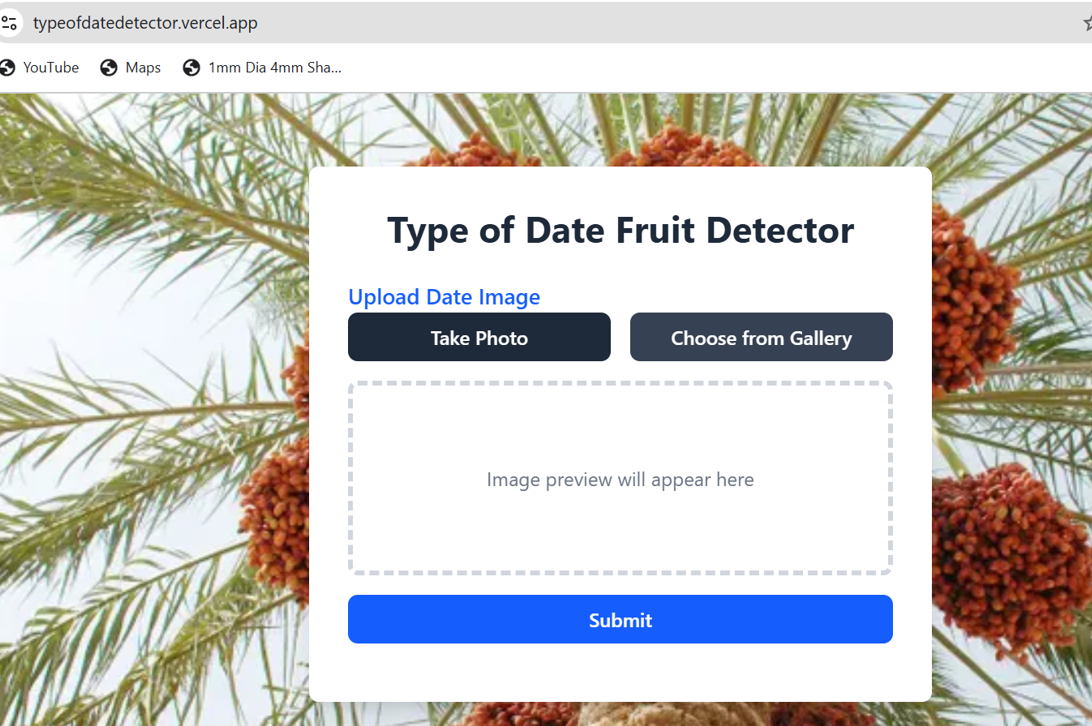 typeofdatedetector.vercel.app
YouTube Maps 1mm Dia 4mm Sha...
Type of Date Fruit Detector
Upload Date Image
Take Photo Choose from Gallery
Image preview will appear here
Submit